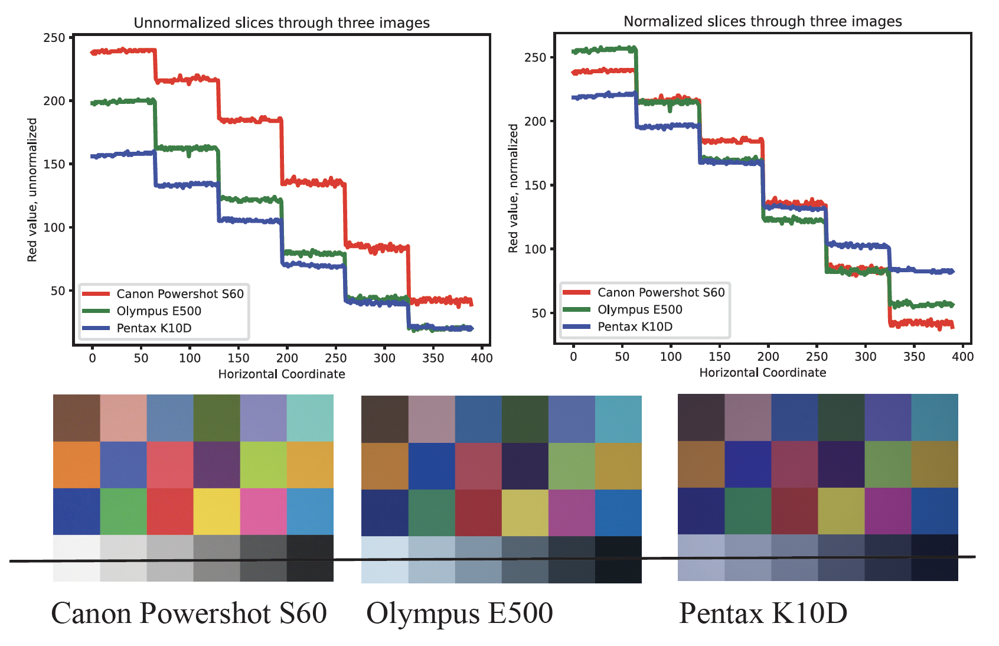 Unnormalized slices through three images
Red value, unnormalized
250
200
150
100
50
Canon Powershot S60
Olympus E500
Pentax K10D
0 50 100 150 200 250 300 350 400
Horizontal Coordinate
Normalized slices through three images
Red value, normalized
250
200
150
100
50
Canon Powershot S60
Olympus E500
Pentax K10D
0 50 100 150 200 250 300 350 400
Horizontal Coordinate
Canon Powershot S60
Olympus E500
Pentax K10D